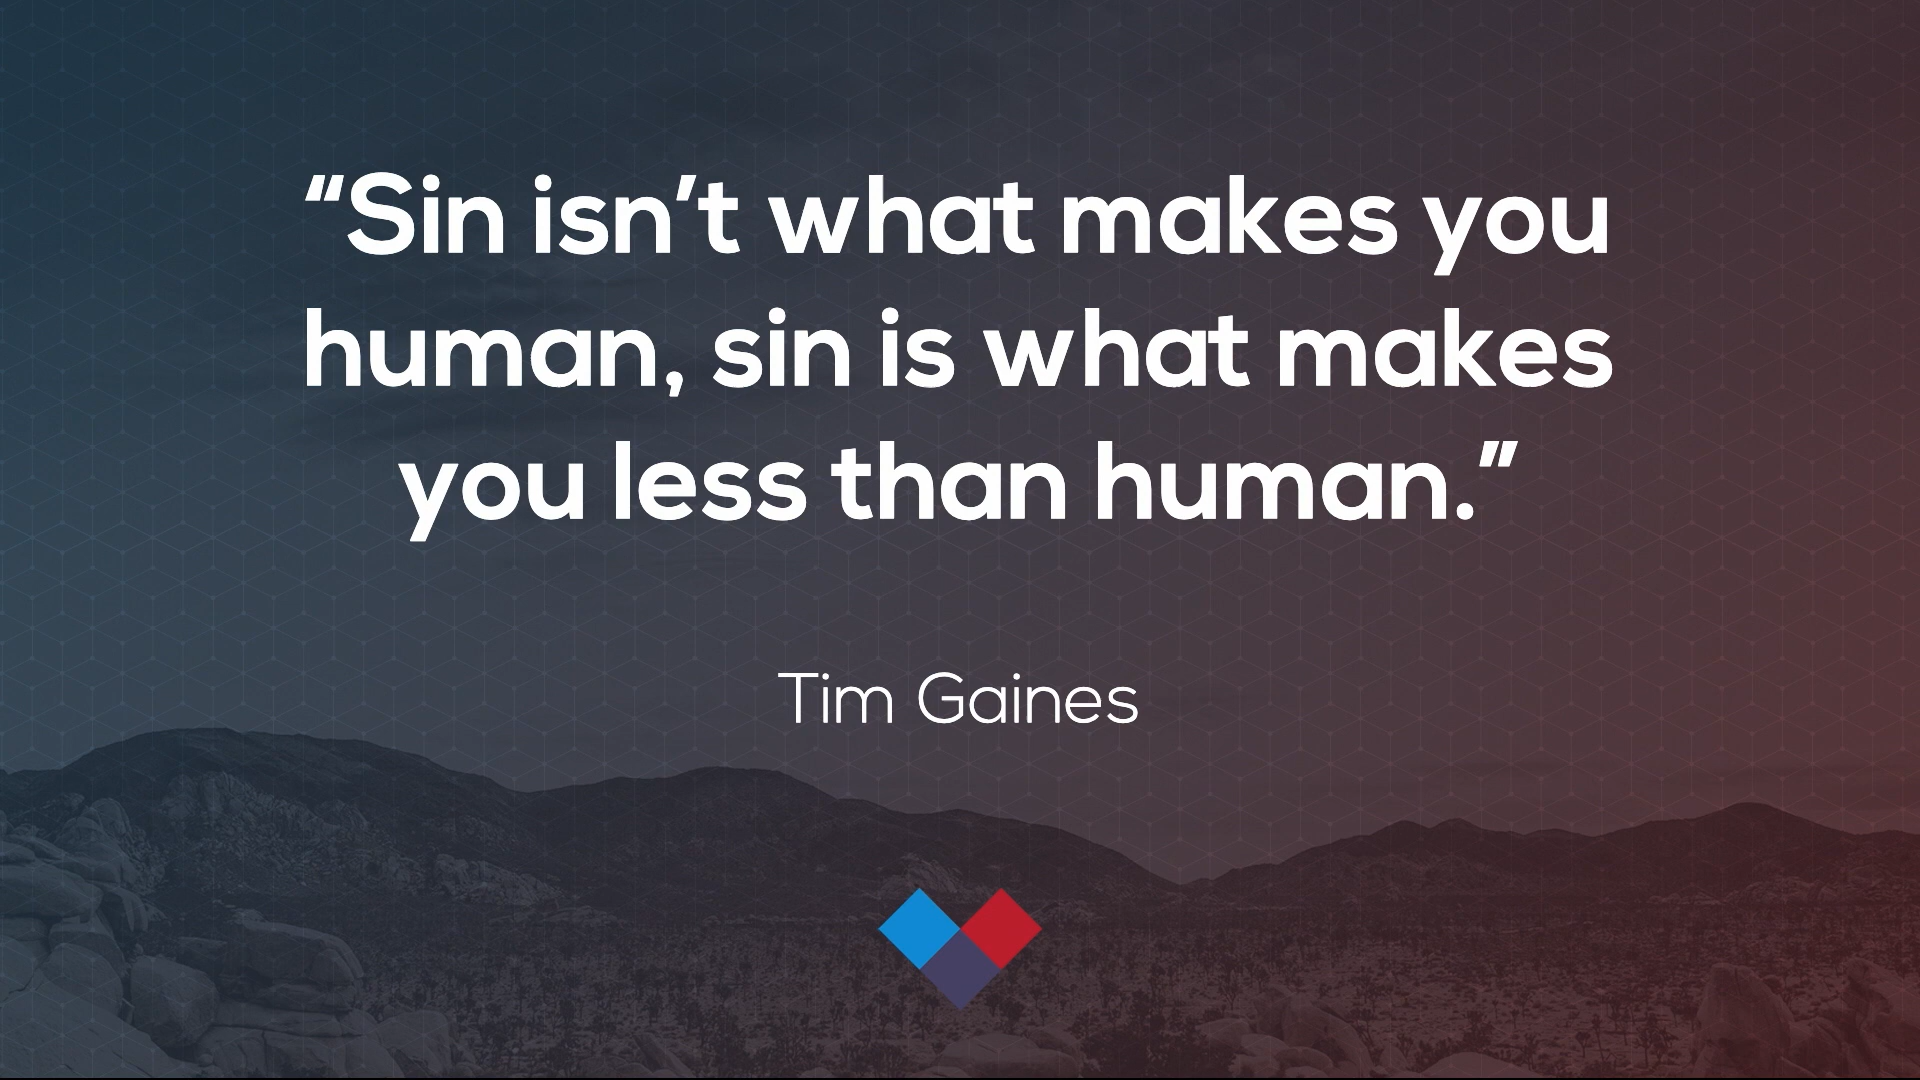 “Sin isn’t what makes you
human, sin is what makes
you less than human.”
Tim Gaines